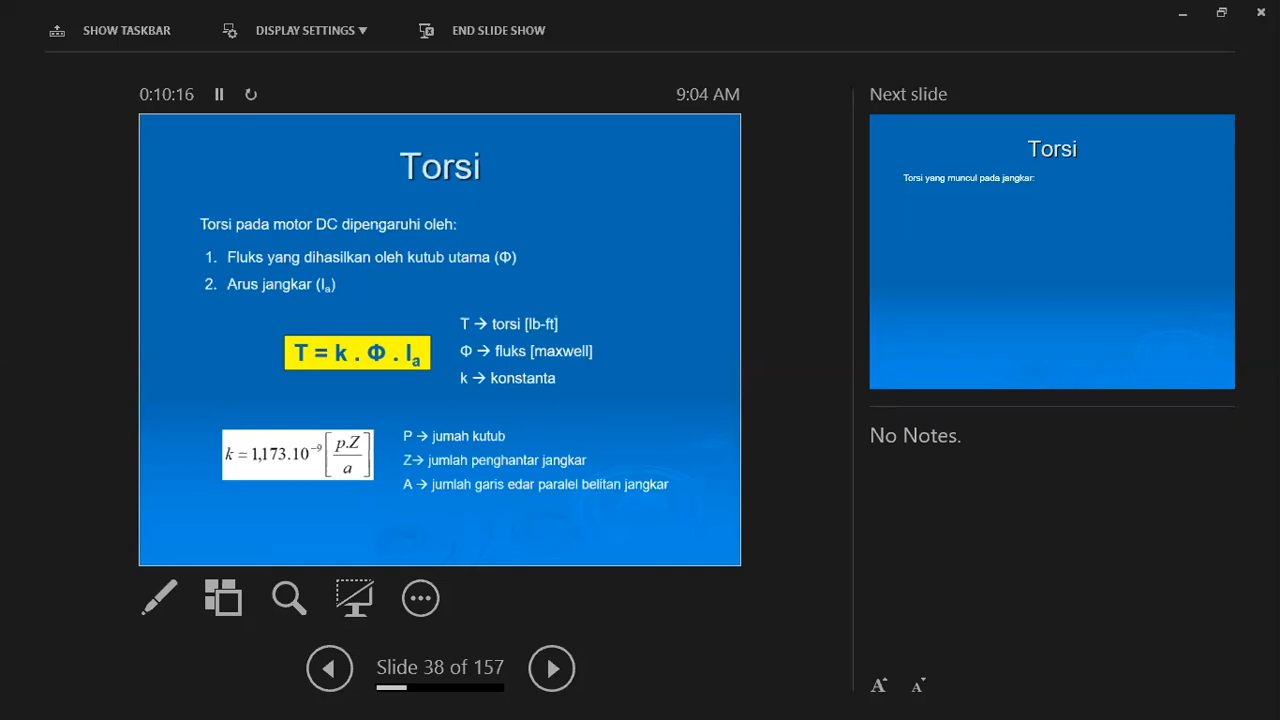 SHOW TASKBAR
DISPLAY SETTINGS ▼
END SLIDE SHOW
0:10:16
9:04 AM
Torsi
Torsi pada motor DC dipengaruhi oleh:
1. Fluks yang dihasilkan oleh kutub utama (Φ)
2. Arus jangkar (Ia)
T = k . Φ . Ia
T → torsi [lb-ft]
Φ → fluks [maxwell]
k → konstanta
k = 1,173.10⁻⁹ [p.Z / a]
P → jumah kutub
Z→ jumlah penghantar jangkar
A → jumlah garis edar paralel belitan jangkar
Slide 38 of 157
Next slide
Torsi
Torsi yang muncul pada jangkar:
No Notes.
A A